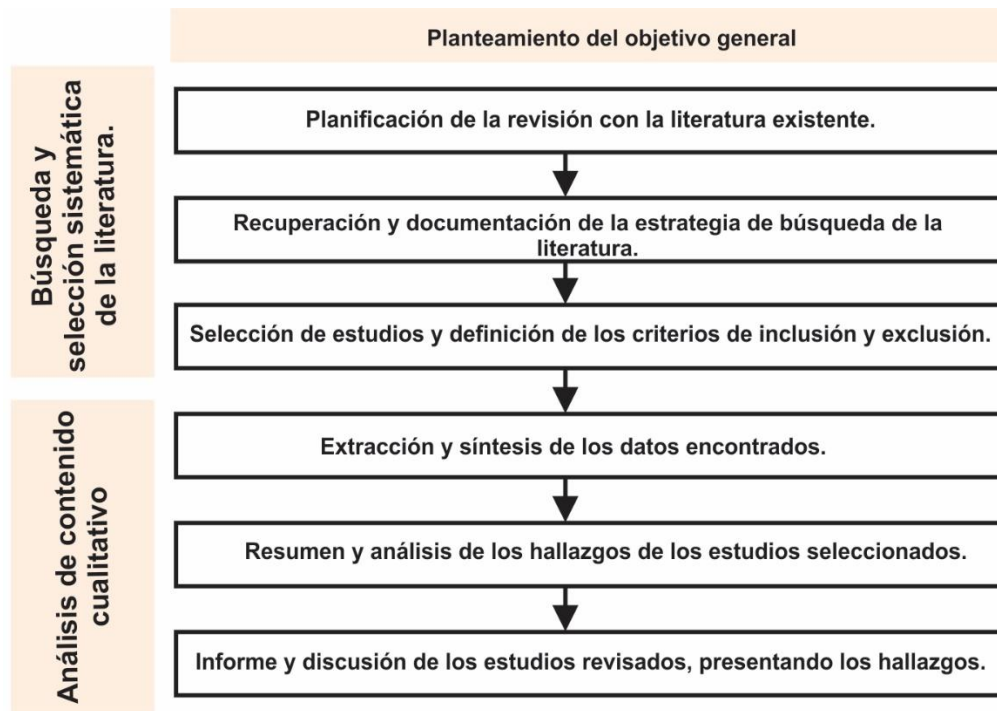 Planteamiento del objetivo general
Búsqueda y
selección sistemática
de la literatura.
Planificación de la revisión con la literatura existente.
Recuperación y documentación de la estrategia de búsqueda de la
literatura.
Selección de estudios y definición de los criterios de inclusión y exclusión.
Análisis de contenido
cualitativo
Extracción y síntesis de los datos encontrados.
Resumen y análisis de los hallazgos de los estudios seleccionados.
Informe y discusión de los estudios revisados, presentando los hallazgos.